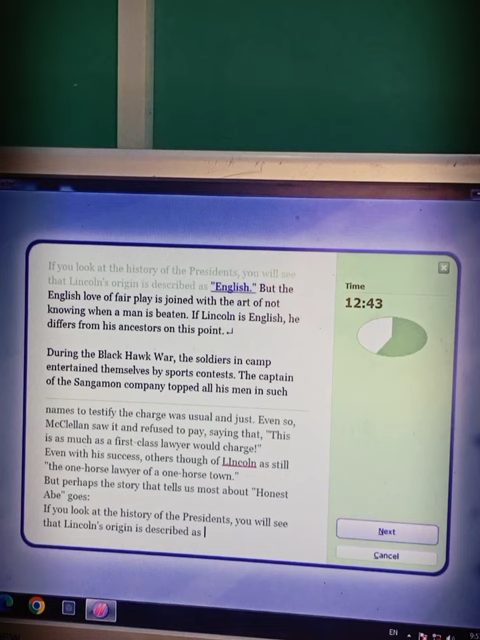 If you look at the history of the Presidents, you will see
that Lincoln's origin is described as "English." But the
English love of fair play is joined with the art of not
knowing when a man is beaten. If Lincoln is English, he
differs from his ancestors on this point.↵
During the Black Hawk War, the soldiers in camp
entertained themselves by sports contests. The captain
of the Sangamon company topped all his men in such
names to testify the charge was usual and just. Even so,
McClellan saw it and refused to pay, saying that, "This
is as much as a first-class lawyer would charge!"
Even with his success, others though of LIncoln as still
"the one-horse lawyer of a one-horse town."
But perhaps the story that tells us most about "Honest
Abe" goes:
If you look at the history of the Presidents, you will see
that Lincoln's origin is described as
Time
12:43
Next
Cancel
EN